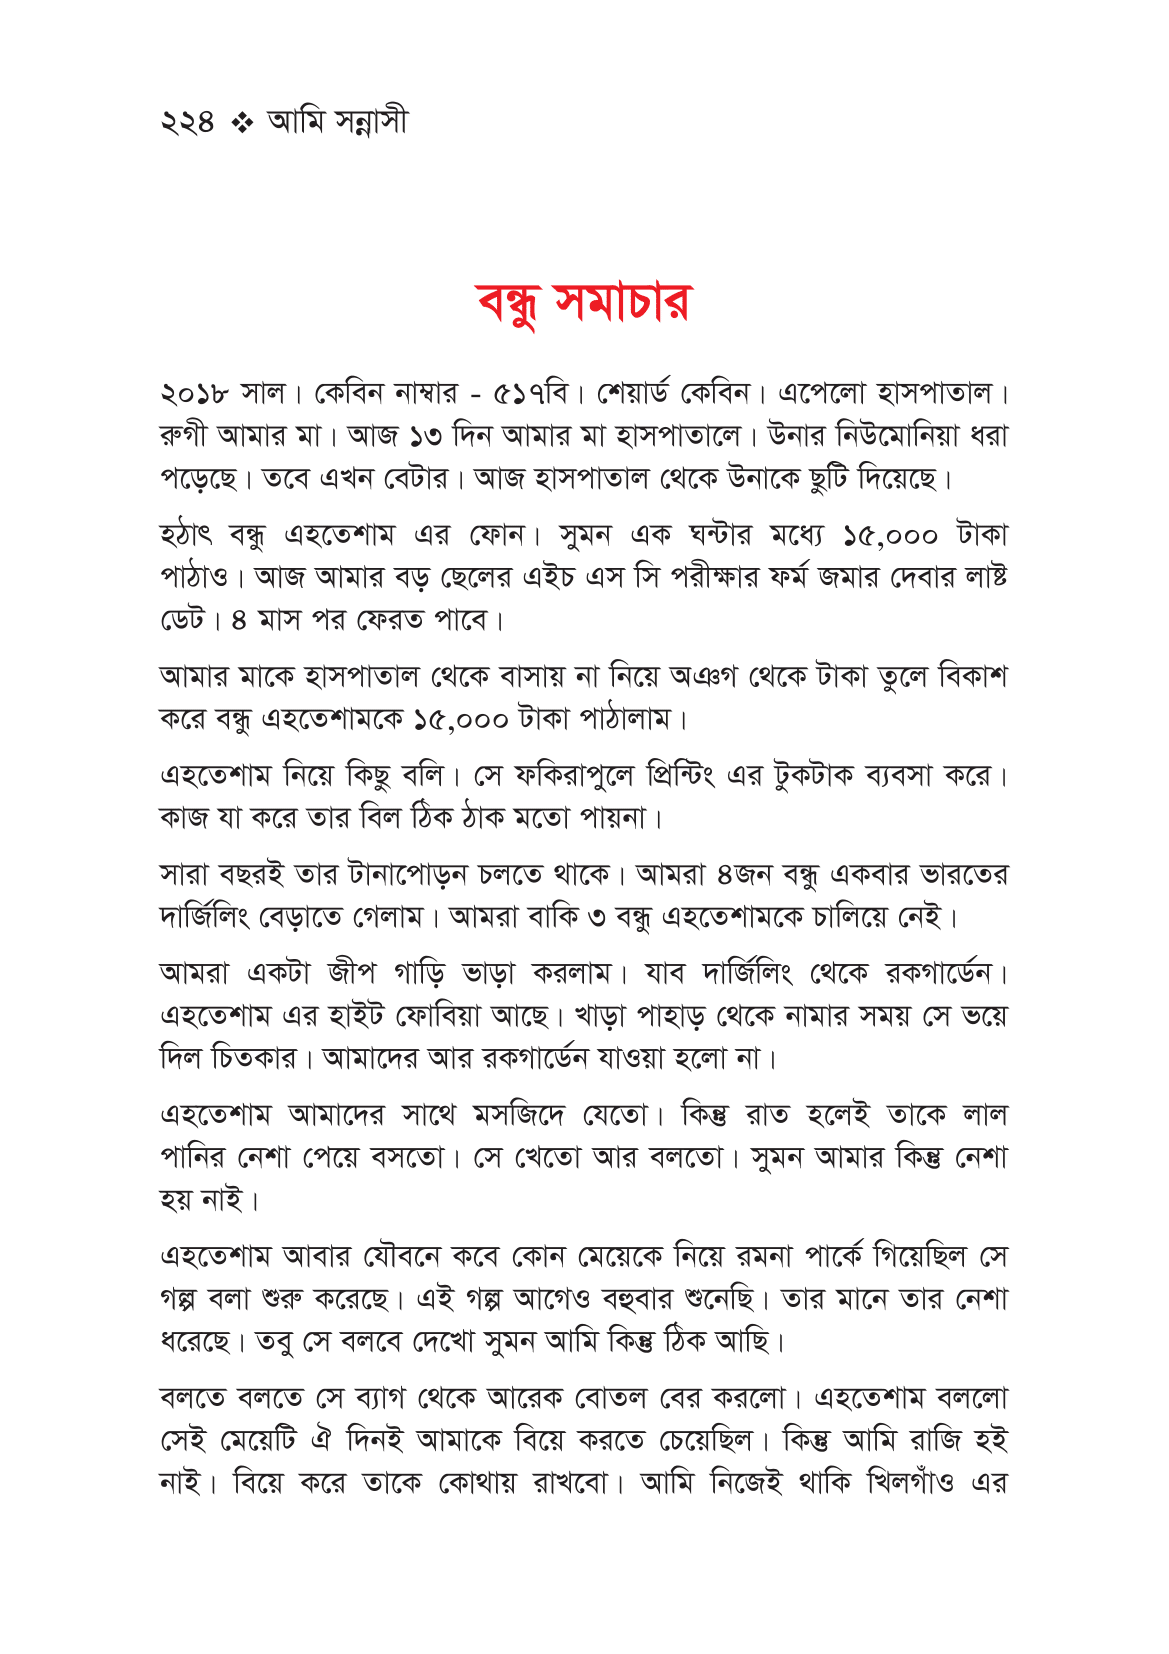 ২২৪ ❖ আমি সন্নাসী
বন্ধু সমাচার
২০১৮ সাল। কেবিন নাম্বার - ৫১৭বি। শেয়ার্ড কেবিন। এপেলো হাসপাতাল।
রুগী আমার মা। আজ ১৩ দিন আমার মা হাসপাতালে। উনার নিউমোনিয়া ধরা
পড়েছে। তবে এখন বেটার। আজ হাসপাতাল থেকে উনাকে ছুটি দিয়েছে।
হঠাৎ বন্ধু এহতেশাম এর ফোন। সুমন এক ঘন্টার মধ্যে ১৫,০০০ টাকা
পাঠাও। আজ আমার বড় ছেলের এইচ এস সি পরীক্ষার ফর্ম জমার দেবার লাষ্ট
ডেট। ৪ মাস পর ফেরত পাবে।
আমার মাকে হাসপাতাল থেকে বাসায় না নিয়ে অঞগ থেকে টাকা তুলে বিকাশ
করে বন্ধু এহতেশামকে ১৫,০০০ টাকা পাঠালাম।
এহতেশাম নিয়ে কিছু বলি। সে ফকিরাপুলে প্রিন্টিং এর টুকটাক ব্যবসা করে।
কাজ যা করে তার বিল ঠিক ঠাক মতো পায়না।
সারা বছরই তার টানাপোড়ন চলতে থাকে। আমরা ৪জন বন্ধু একবার ভারতের
দার্জিলিং বেড়াতে গেলাম। আমরা বাকি ৩ বন্ধু এহতেশামকে চালিয়ে নেই।
আমরা একটা জীপ গাড়ি ভাড়া করলাম। যাব দার্জিলিং থেকে রকগার্ডেন।
এহতেশাম এর হাইট ফোবিয়া আছে। খাড়া পাহাড় থেকে নামার সময় সে ভয়ে
দিল চিতকার। আমাদের আর রকগার্ডেন যাওয়া হলো না।
এহতেশাম আমাদের সাথে মসজিদে যেতো। কিন্তু রাত হলেই তাকে লাল
পানির নেশা পেয়ে বসতো। সে খেতো আর বলতো। সুমন আমার কিন্তু নেশা
হয় নাই।
এহতেশাম আবার যৌবনে কবে কোন মেয়েকে নিয়ে রমনা পার্কে গিয়েছিল সে
গল্প বলা শুরু করেছে। এই গল্প আগেও বহুবার শুনেছি। তার মানে তার নেশা
ধরেছে। তবু সে বলবে দেখো সুমন আমি কিন্তু ঠিক আছি।
বলতে বলতে সে ব্যাগ থেকে আরেক বোতল বের করলো। এহতেশাম বললো
সেই মেয়েটি ঐ দিনই আমাকে বিয়ে করতে চেয়েছিল। কিন্তু আমি রাজি হই
নাই। বিয়ে করে তাকে কোথায় রাখবো। আমি নিজেই থাকি খিলগাঁও এর